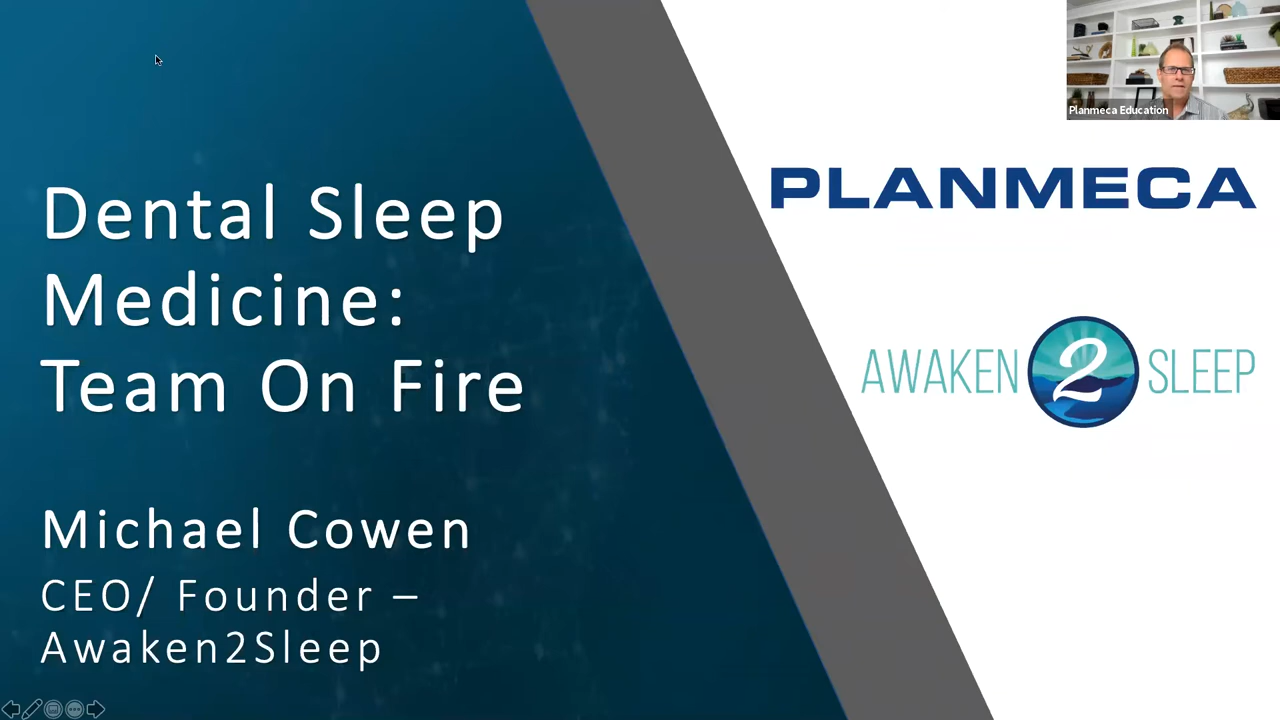 Dental Sleep
Medicine:
Team On Fire
Michael Cowen
CEO/ Founder –
Awaken2Sleep
Planmeca Education
PLANMECA
AWAKEN 2 SLEEP